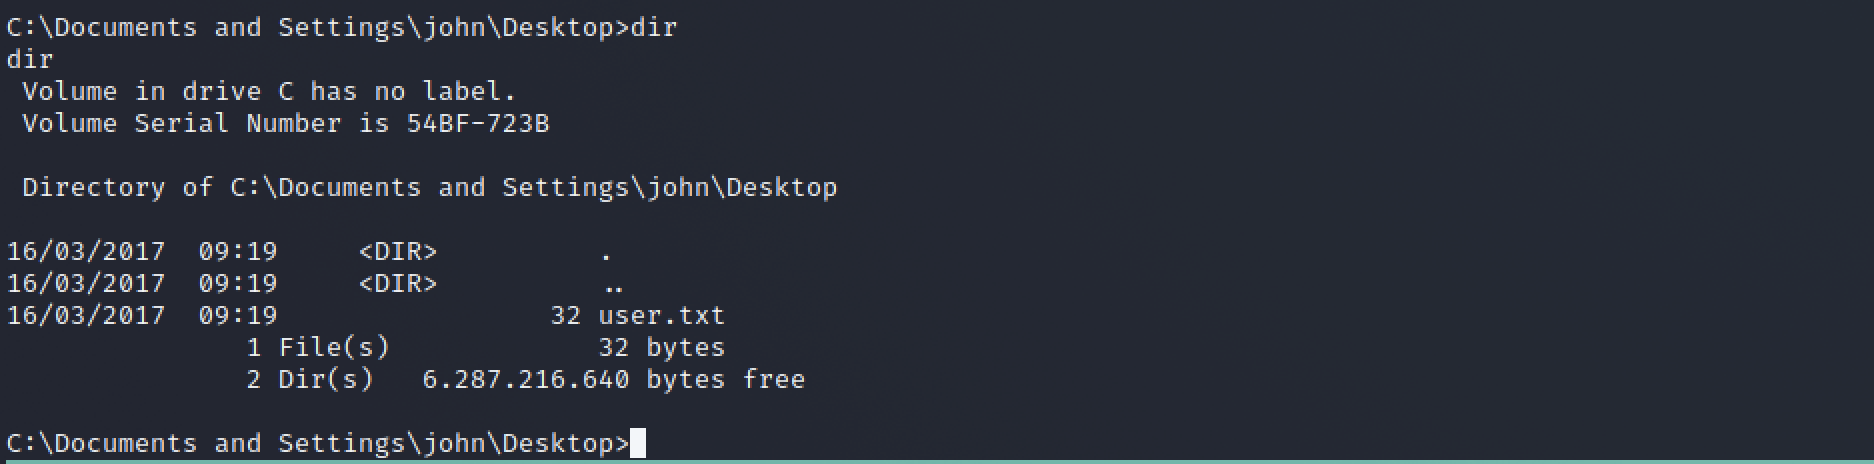 C:\Documents and Settings\john\Desktop>dir
dir
 Volume in drive C has no label.
 Volume Serial Number is 54BF-723B

 Directory of C:\Documents and Settings\john\Desktop

16/03/2017  09:19     <DIR>          .
16/03/2017  09:19     <DIR>          ..
16/03/2017  09:19                 32 user.txt
               1 File(s)             32 bytes
               2 Dir(s)   6.287.216.640 bytes free

C:\Documents and Settings\john\Desktop>